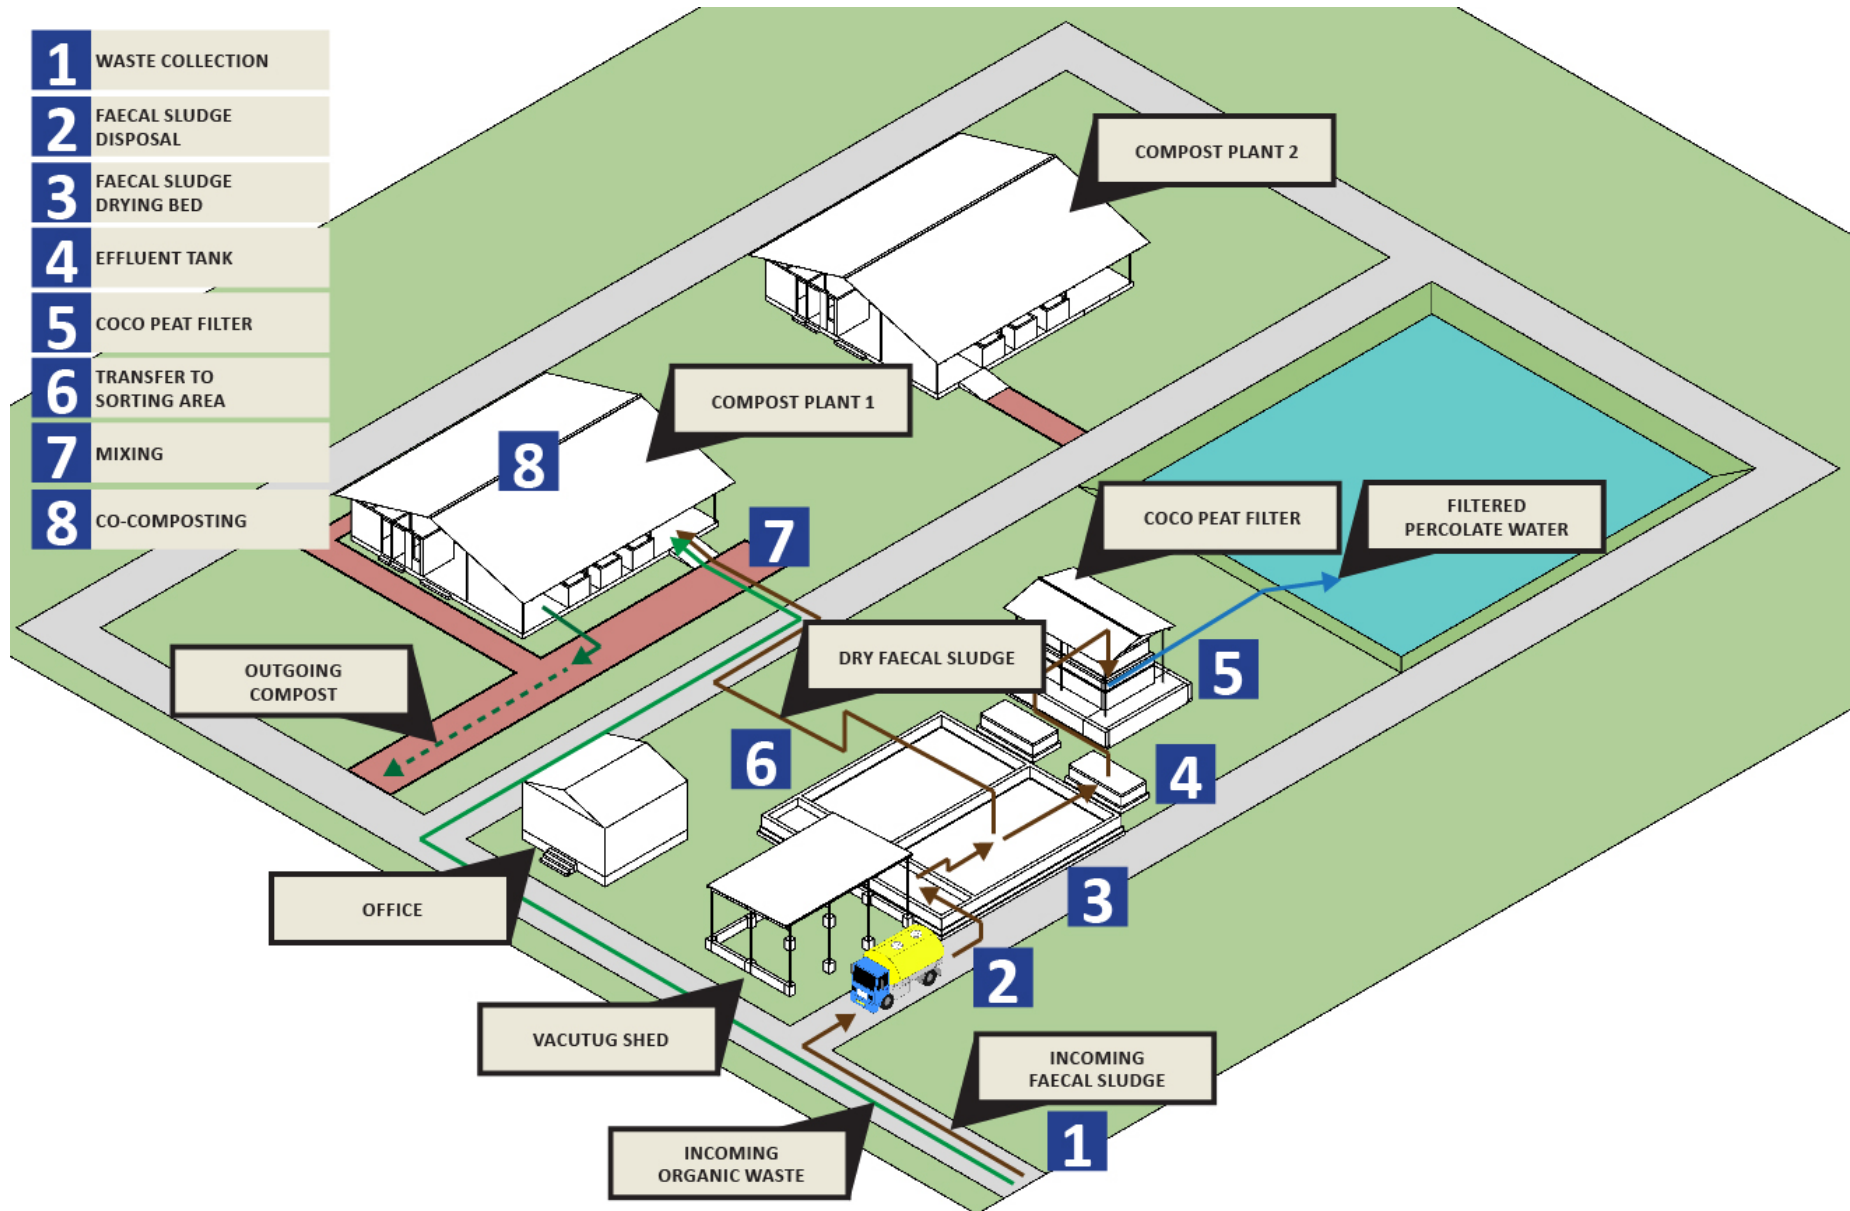 1 WASTE COLLECTION
2 FAECAL SLUDGE
DISPOSAL
3 FAECAL SLUDGE
DRYING BED
4 EFFLUENT TANK
5 COCO PEAT FILTER
6 TRANSFER TO
SORTING AREA
7 MIXING
8 CO-COMPOSTING
COMPOST PLANT 2
COMPOST PLANT 1
8
7
COCO PEAT FILTER
FILTERED
PERCOLATE WATER
OUTGOING
COMPOST
DRY FAECAL SLUDGE
5
6
4
OFFICE
3
2
VACUTUG SHED
INCOMING
FAECAL SLUDGE
1
INCOMING
ORGANIC WASTE